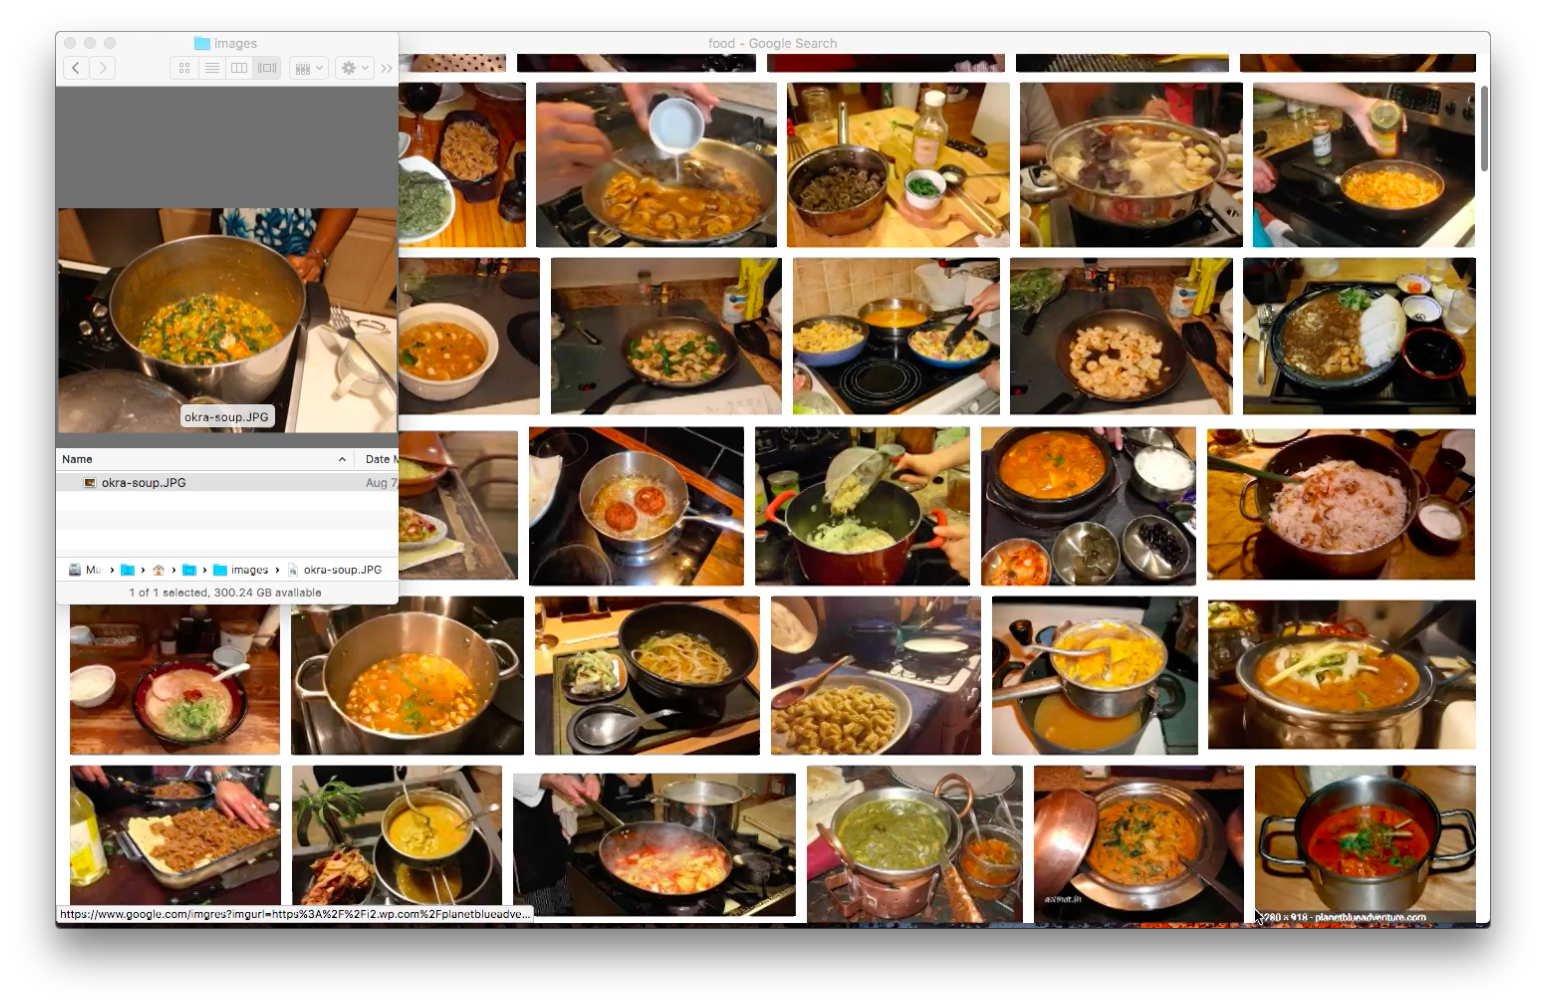 images
food - Google Search
okra-soup.JPG
Name
Date M
okra-soup.JPG
Aug 7,
images
okra-soup.JPG
1 of 1 selected, 300.24 GB available
https://www.google.com/imgres?imgurl=https%3A%2F%2Fi2.wp.com%2Fplanetblueadve...
280 × 918 - planetblueadventure.com